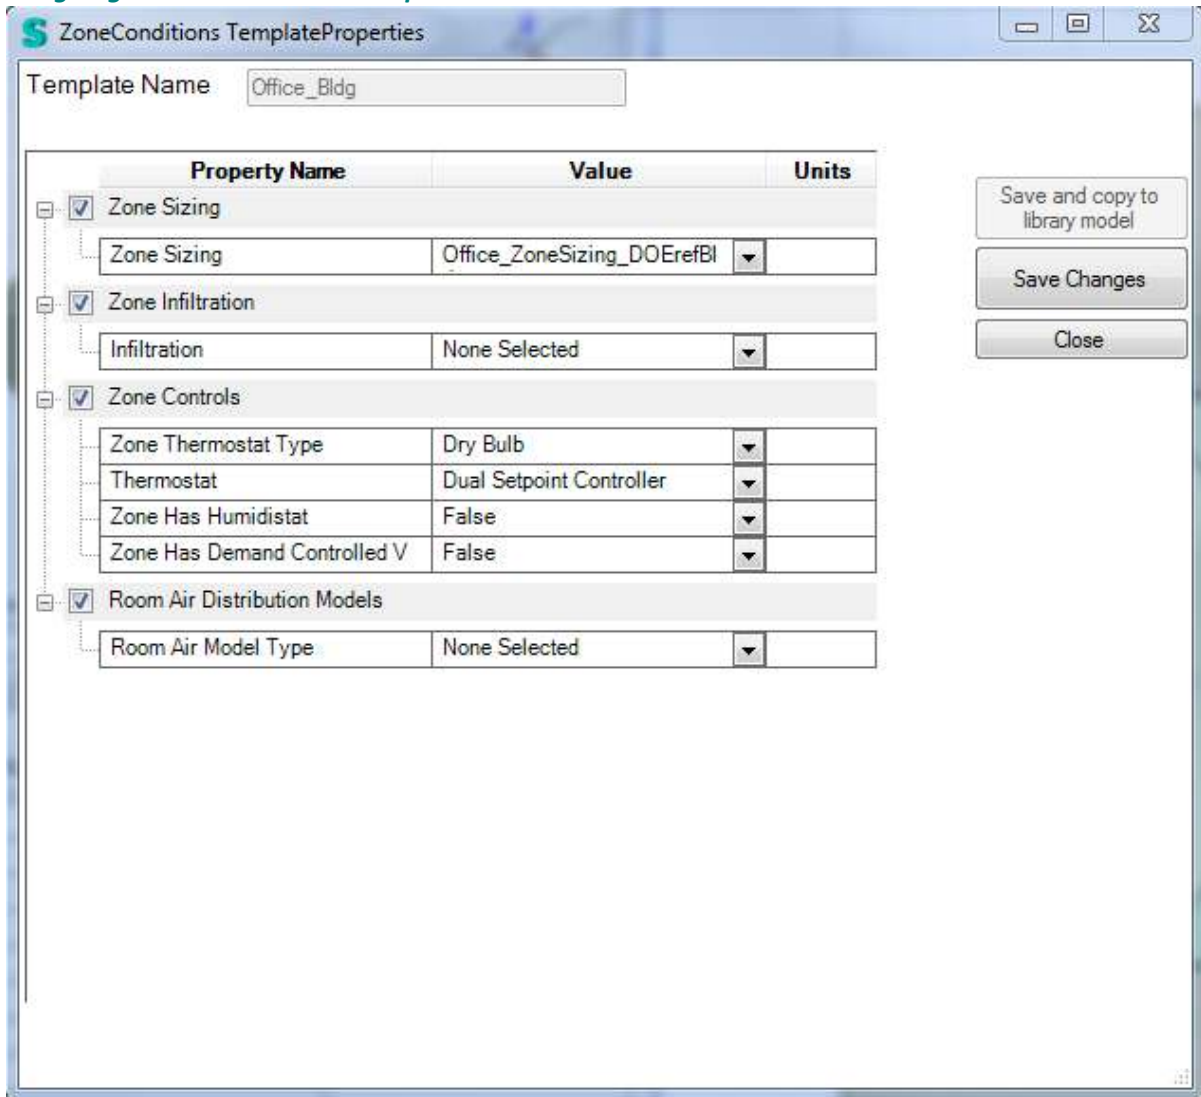 ZoneConditions TemplateProperties
Template Name Office_Bldg
Property Name Value Units
Zone Sizing
Zone Sizing Office_ZoneSizing_DOErefBl
Zone Infiltration
Infiltration None Selected
Zone Controls
Zone Thermostat Type Dry Bulb
Thermostat Dual Setpoint Controller
Zone Has Humidistat False
Zone Has Demand Controlled V False
Room Air Distribution Models
Room Air Model Type None Selected
Save and copy to
library model
Save Changes
Close